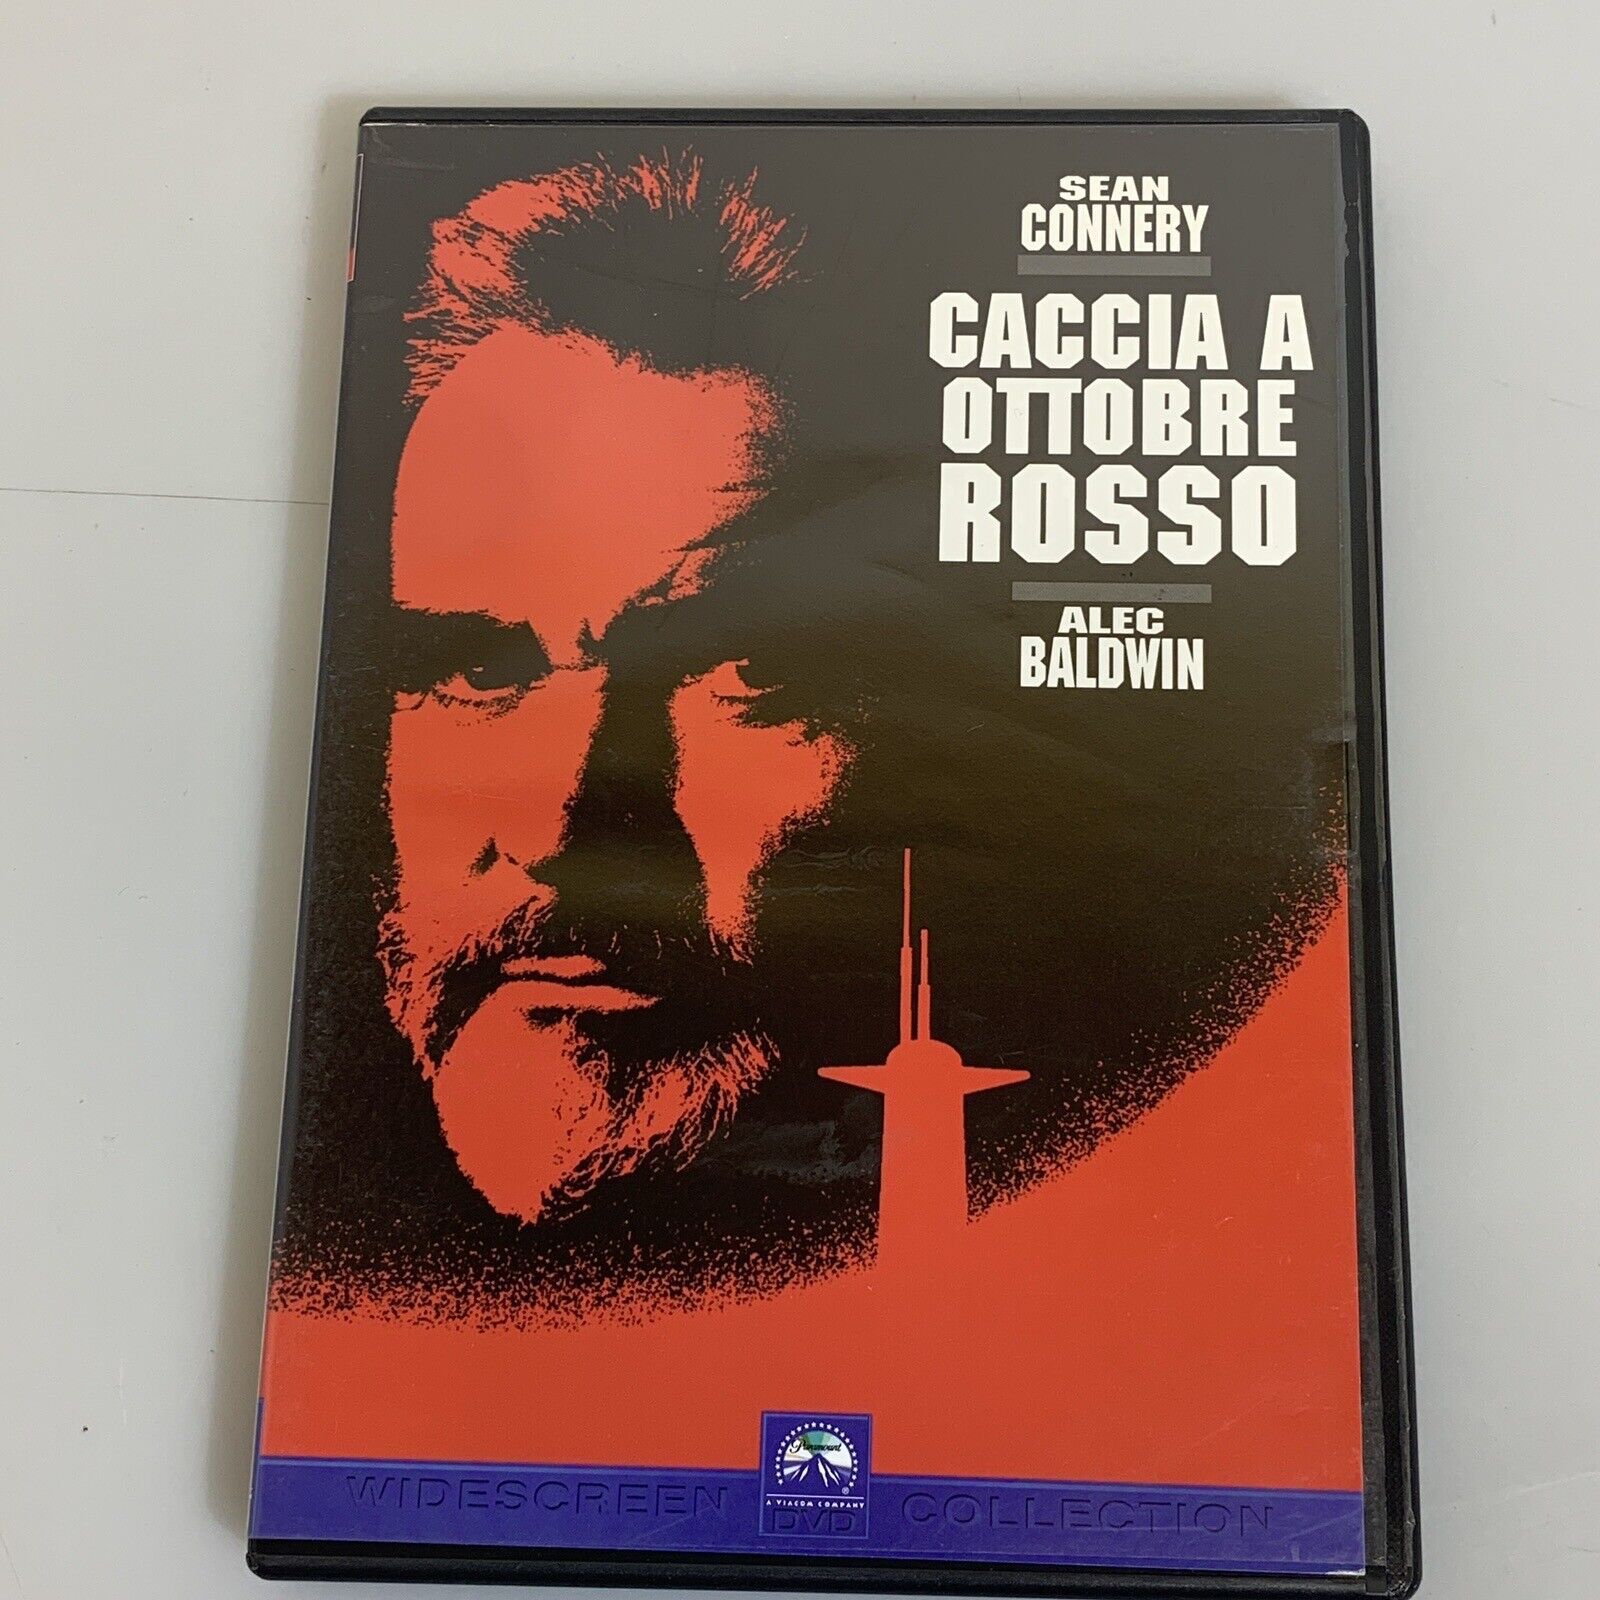 SEAN
CONNERY
CACCIA A
OTTOBRE
ROSSO
ALEC
BALDWIN
Paramount
®
A VIACOM COMPANY
WIDESCREEN DVD COLLECTION